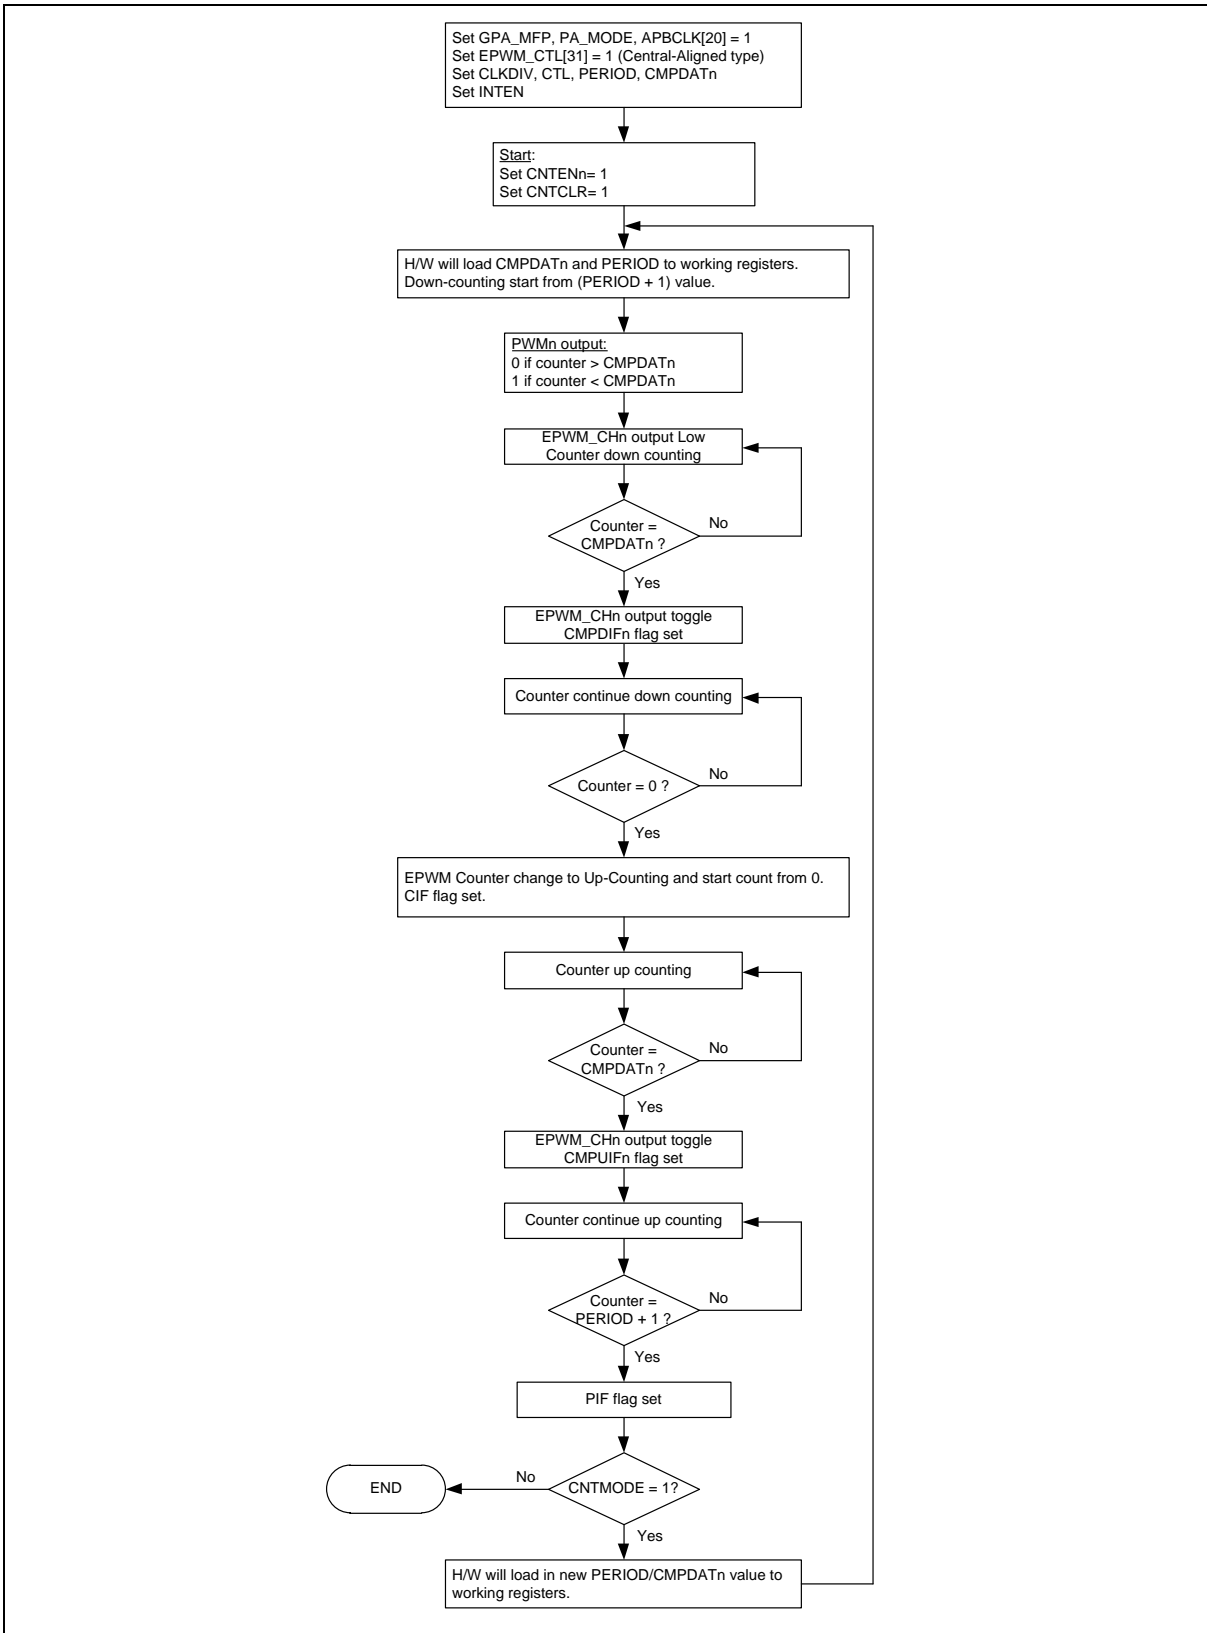 Set GPA_MFP, PA_MODE, APBCLK[20] = 1
Set EPWM_CTL[31] = 1 (Central-Aligned type)
Set CLKDIV, CTL, PERIOD, CMPDATn
Set INTEN
Start:
Set CNTENn= 1
Set CNTCLR= 1
H/W will load CMPDATn and PERIOD to working registers.
Down-counting start from (PERIOD + 1) value.
PWMn output:
0 if counter > CMPDATn
1 if counter < CMPDATn
EPWM_CHn output Low
Counter down counting
Counter =
CMPDATn ?
No
Yes
EPWM_CHn output toggle
CMPDIFn flag set
Counter continue down counting
Counter = 0 ?
No
Yes
EPWM Counter change to Up-Counting and start count from 0.
CIF flag set.
Counter up counting
Counter =
CMPDATn ?
No
Yes
EPWM_CHn output toggle
CMPUIFn flag set
Counter continue up counting
Counter =
PERIOD + 1 ?
No
Yes
PIF flag set
CNTMODE = 1?
No
END
Yes
H/W will load in new PERIOD/CMPDATn value to
working registers.